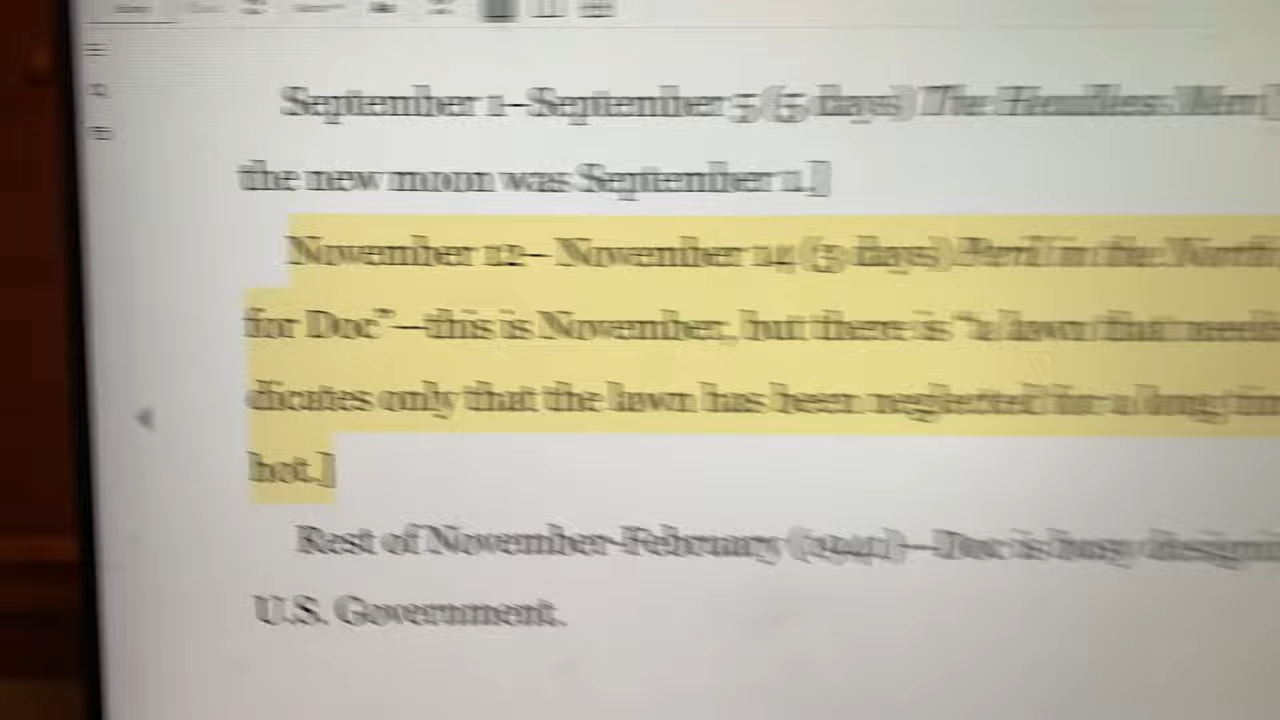 September 1–September 5 (5 days) The Headless Men [
the new moon was September 1.]
November 12– November 14 (3 days) Peril in the North
for Doc”—this is November, but there is “a lawn that needs
dicates only that the lawn has been neglected for a long
hot.]
Rest of November-February (1941)—Doc is busy
U.S. Government.